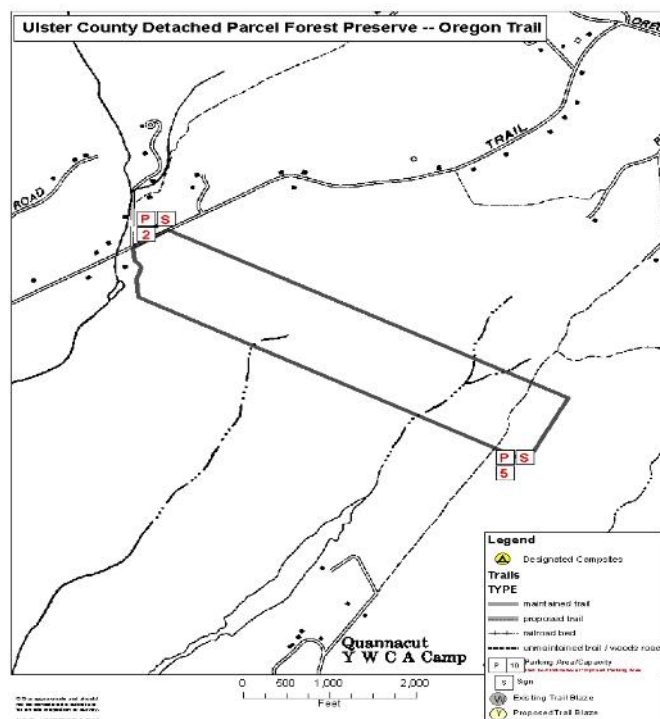 Ulster County Detached Parcel Forest Preserve -- Oregon Trail
TRAIL
ROAD
P S
2
P S
5
Quannacut
Y W C A Camp
0 500 1,000 2,000
Feet
Legend
Designated Campsites
Trails
TYPE
maintained trail
proposed trail
railroad bed
unmaintained trail / woods road
P 10 Parking Area/Capacity
S Sign
Existing Trail Blaze
Y Proposed Trail Blaze